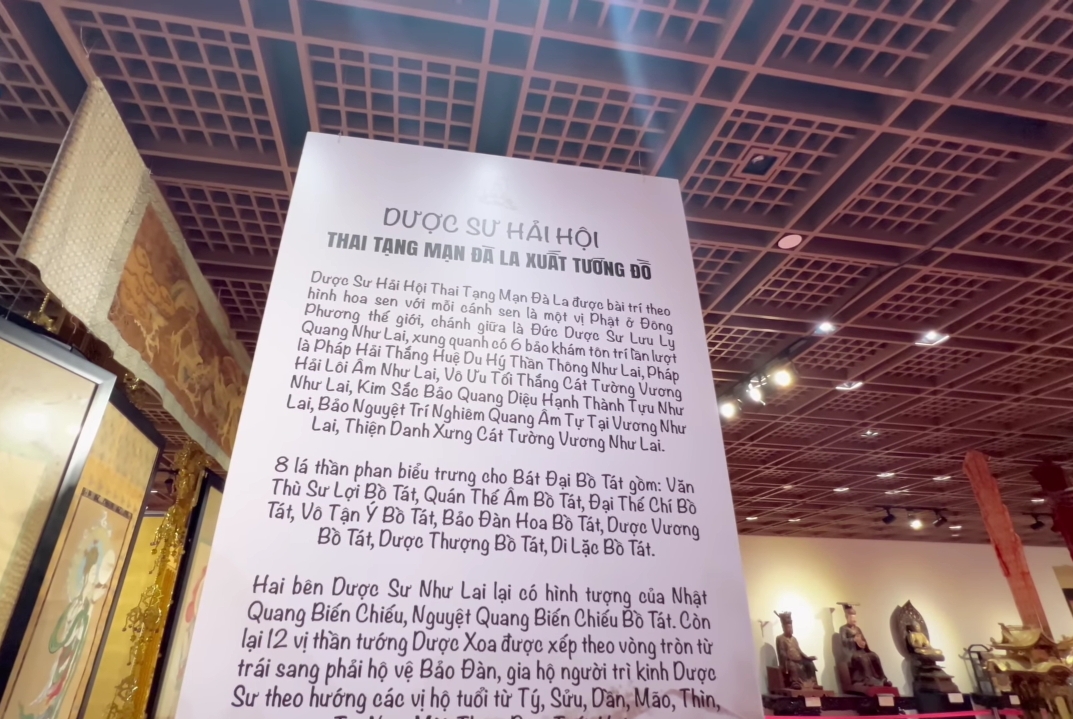 DƯỢC SƯ HẢI HỘI
THAI TẠNG MẠN ĐÀ LA XUẤT TƯỚNG ĐỒ
Dược Sư Hải Hội Thai Tạng Mạn Đà La được bài trí theo
hình hoa sen với mỗi cánh sen là một vị Phật ở Đông
Phương thế giới, chánh giữa là Đức Dược Sư Lưu Ly
Quang Như Lai, xung quanh có 6 bảo khám tôn trí lần lượt
là Pháp Hải Thắng Huệ Du Hý Thần Thông Như Lai, Pháp
Hải Lôi Âm Như Lai, Vô Ưu Tối Thắng Cát Tường Vương
Như Lai, Kim Sắc Bảo Quang Diệu Hạnh Thành Tựu Như
Lai, Bảo Nguyệt Trí Nghiêm Quang Âm Tự Tại Vương Như
Lai, Thiện Danh Xưng Cát Tường Vương Như Lai.
8 lá thần phan biểu trưng cho Bát Đại Bồ Tát gồm: Văn
Thù Sư Lợi Bồ Tát, Quán Thế Âm Bồ Tát, Đại Thế Chí Bồ
Tát, Vô Tận Ý Bồ Tát, Bảo Đàn Hoa Bồ Tát, Dược Vương
Bồ Tát, Dược Thượng Bồ Tát, Di Lặc Bồ Tát.
Hai bên Dược Sư Như Lai lại có hình tượng của Nhật
Quang Biến Chiếu, Nguyệt Quang Biến Chiếu Bồ Tát. Còn
lại 12 vị thần tướng Dược Xoa được xếp theo vòng tròn từ
trái sang phải hộ vệ Bảo Đàn, gia hộ người trì kinh Dược
Sư theo hướng các vị hộ tuổi từ Tý, Sửu, Dần, Mão, Thìn,